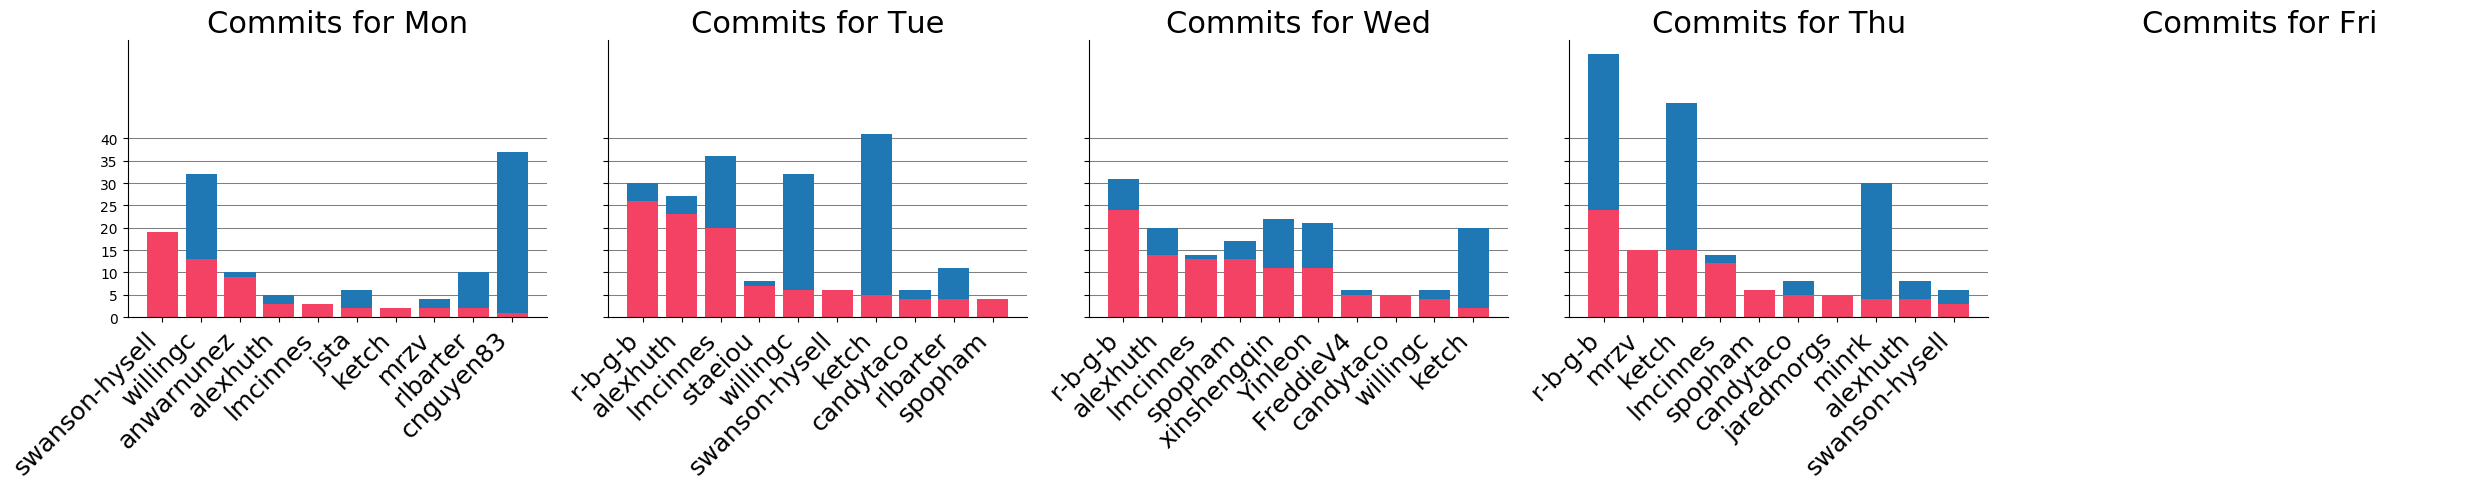 Commits for Mon
Commits for Tue
Commits for Wed
Commits for Thu
Commits for Fri
40
35
30
25
20
15
10
5
0
swanson-hysell
willingc
anwarnunez
alexhuth
lmcinnes
jsta
ketch
mrzv
rlbarter
cnguyen83
r-b-g-b
alexhuth
lmcinnes
staeiou
willingc
swanson-hysell
ketch
candytaco
rlbarter
spopham
r-b-g-b
alexhuth
lmcinnes
spopham
xinshengqin
Yinleon
FreddieV4
candytaco
willingc
ketch
r-b-g-b
mrzv
ketch
lmcinnes
spopham
candytaco
jaredmorgs
minrk
alexhuth
swanson-hysell